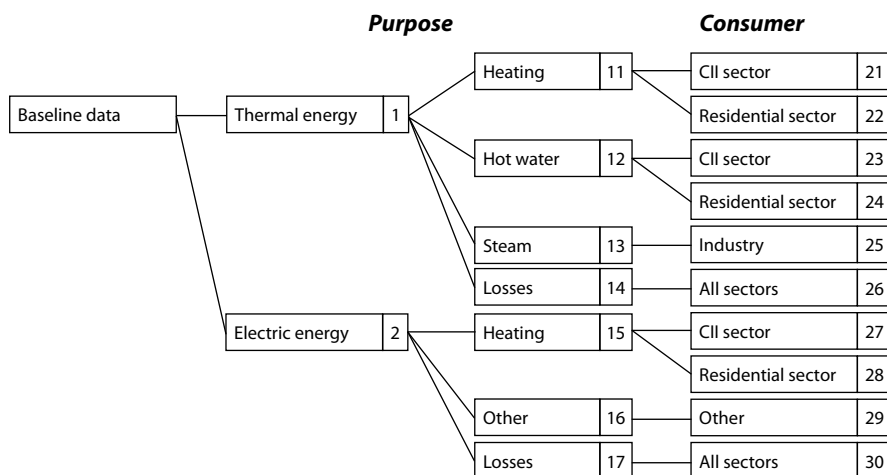 Purpose Consumer
Heating 11 CII sector 21
Baseline data Thermal energy 1 Residential sector 22
Hot water 12 CII sector 23
Residential sector 24
Steam 13 Industry 25
Losses 14 All sectors 26
Electric energy 2 Heating 15 CII sector 27
Residential sector 28
Other 16 Other 29
Losses 17 All sectors 30